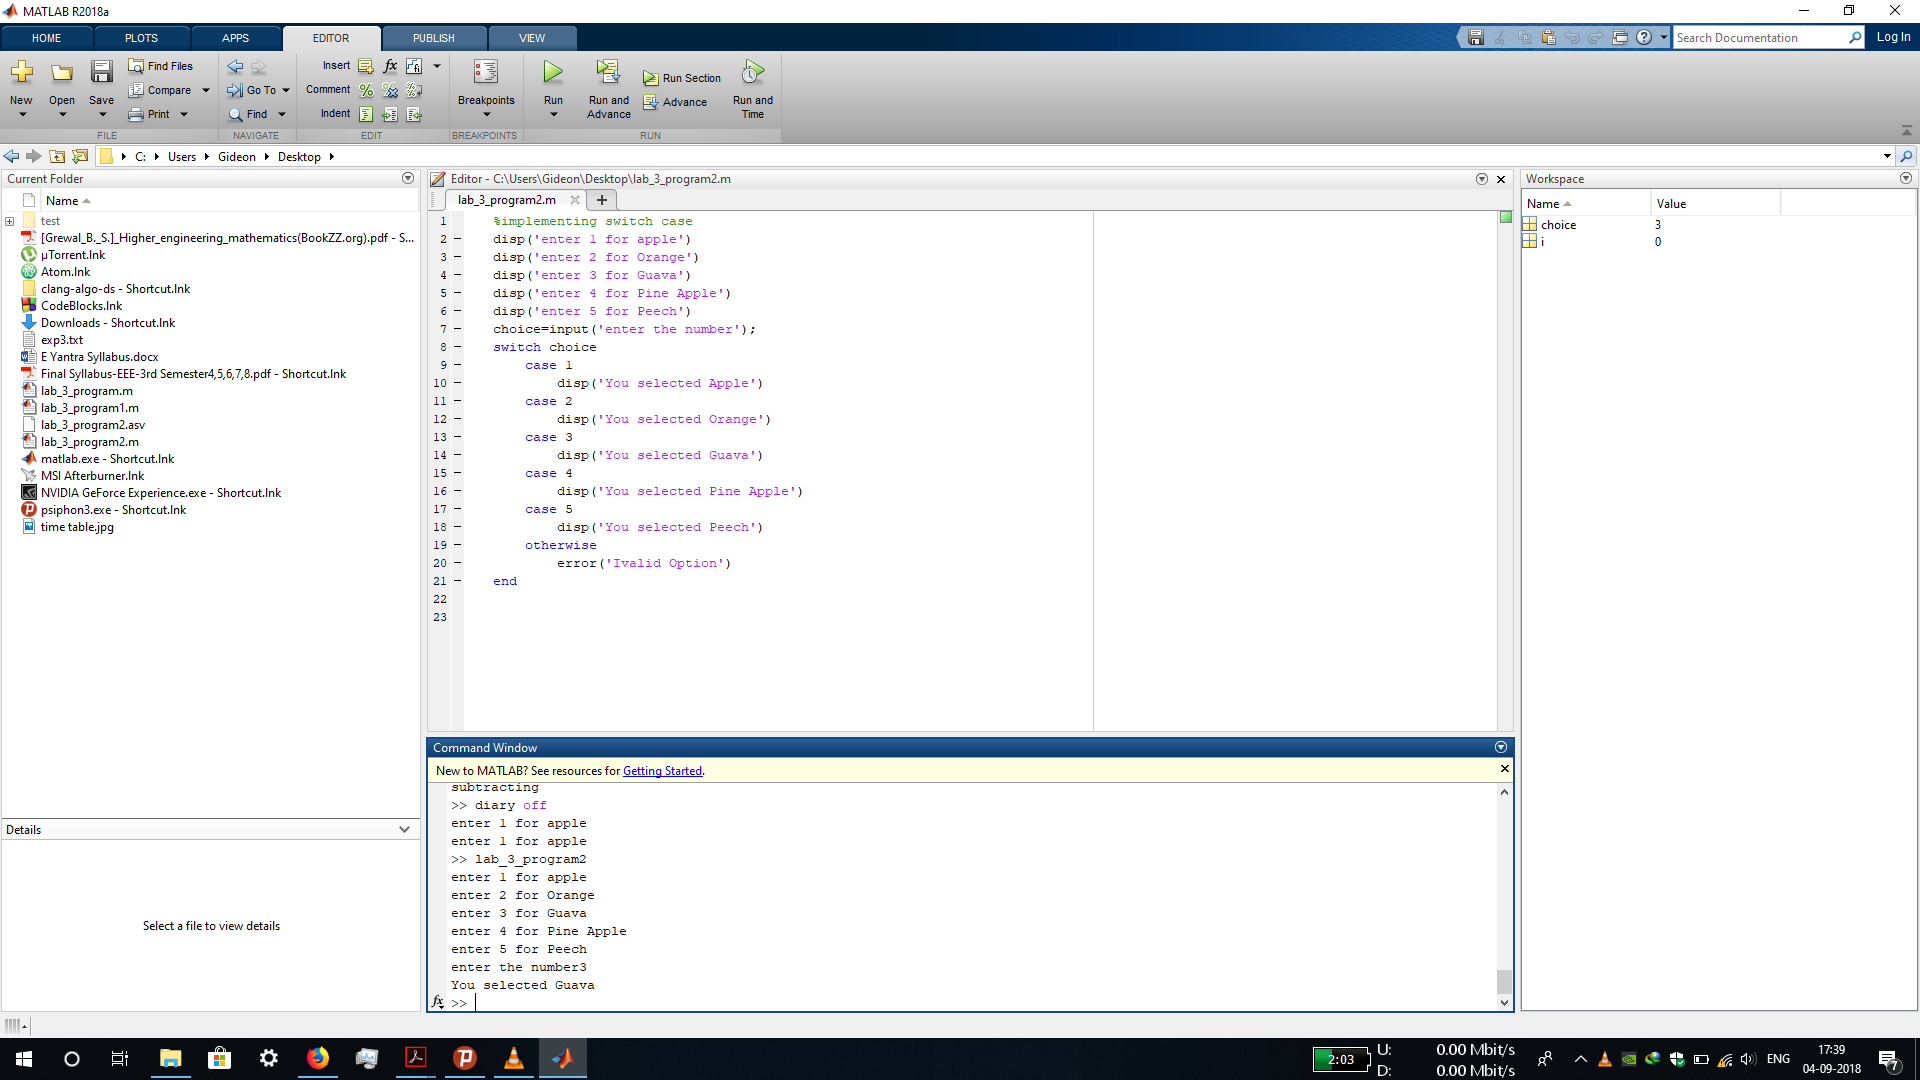 MATLAB R2018a
HOME PLOTS APPS EDITOR PUBLISH VIEW
Search Documentation
Log In
New
Open
Save
Find Files
Compare
Print
FILE
Go To
Find
NAVIGATE
Insert
Comment
Indent
EDIT
Breakpoints
BREAKPOINTS
Run
Run and Advance
Run Section
Advance
Run and Time
RUN
C: Users Gideon Desktop
Current Folder
Name
test
[Grewal_B._S.]_Higher_engineering_mathematics(BookZZ.org).pdf - S...
µTorrent.lnk
Atom.lnk
clang-algo-ds - Shortcut.lnk
CodeBlocks.lnk
Downloads - Shortcut.lnk
exp3.txt
E Yantra Syllabus.docx
Final Syllabus-EEE-3rd Semester4,5,6,7,8.pdf - Shortcut.lnk
lab_3_program.m
lab_3_program1.m
lab_3_program2.asv
lab_3_program2.m
matlab.exe - Shortcut.lnk
MSI Afterburner.lnk
NVIDIA GeForce Experience.exe - Shortcut.lnk
psiphon3.exe - Shortcut.lnk
time table.jpg
Details
Select a file to view details
Editor - C:\Users\Gideon\Desktop\lab_3_program2.m
lab_3_program2.m
1 %implementing switch case
2 disp('enter 1 for apple')
3 disp('enter 2 for Orange')
4 disp('enter 3 for Guava')
5 disp('enter 4 for Pine Apple')
6 disp('enter 5 for Peech')
7 choice=input('enter the number');
8 switch choice
9 case 1
10 disp('You selected Apple')
11 case 2
12 disp('You selected Orange')
13 case 3
14 disp('You selected Guava')
15 case 4
16 disp('You selected Pine Apple')
17 case 5
18 disp('You selected Peech')
19 otherwise
20 error('Ivalid Option')
21 end
22
23
Command Window
New to MATLAB? See resources for Getting Started.
subtracting
>> diary off
enter 1 for apple
enter 1 for apple
>> lab_3_program2
enter 1 for apple
enter 2 for Orange
enter 3 for Guava
enter 4 for Pine Apple
enter 5 for Peech
enter the number3
You selected Guava
fx >>
Workspace
Name Value
choice 3
i 0
2:03
U: 0.00 Mbit/s
D: 0.00 Mbit/s
ENG
17:39
04-09-2018
7